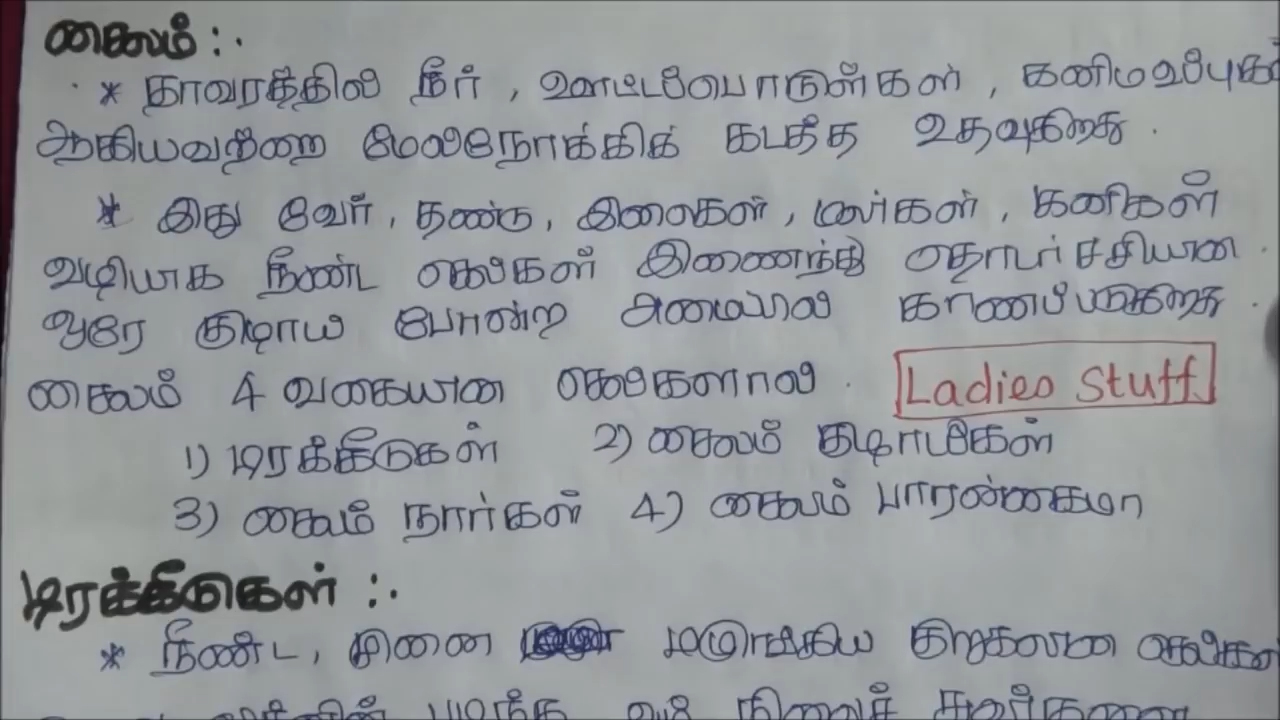 சைலம் :.
* தாவரத்தில் நீர் , ஊட்டப்பொருள்கள் , கனிம உப்புக
ஆகியவற்றை மேல்நோக்கிக் கடத்த உதவுகிறது .
* இது வேர் , தண்டு , இலைகள் , மலர்கள் , கனிகள்
வழியாக நீண்ட செல்கள் இணைந்து தொடர்ச்சியான
ஒரே குழாய் போன்ற அமைப்பால் காணப்படுகிறது .
சைலம் 4 வகையான செல்களால் . Ladies Stuff
1) டிரக்கீடுகள் 2) சைலம் குழாய்கள்
3) சைலம் நார்கள் 4) சைலம் பாரன்கைமா
டிரக்கீடுகள் :.
* நீண்ட , முனை மழுங்கிய குறுகலான செல்கள